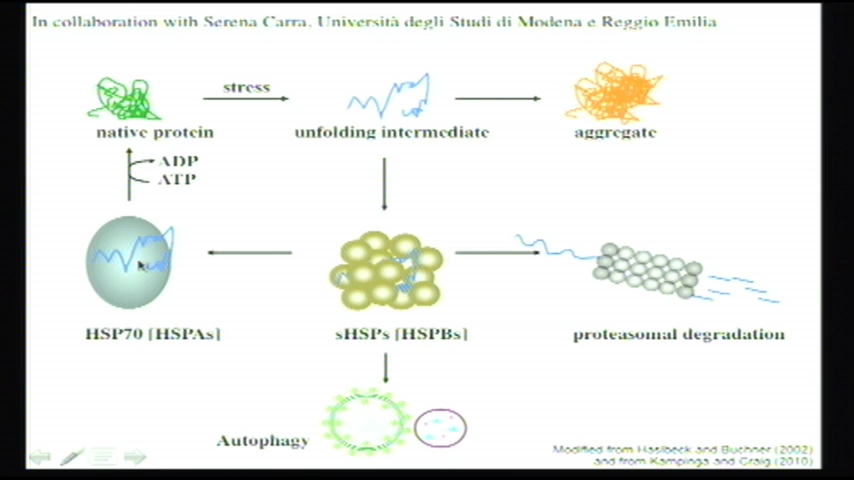 In collaboration with Serena Carra, Università degli Studi di Modena e Reggio Emilia
stress
native protein
unfolding intermediate
aggregate
ADP
ATP
HSP70 [HSPAs]
sHSPs [HSPBs]
proteasomal degradation
Autophagy
Modified from Haslbeck and Buchner (2002)
and from Kampinga and Craig (2010)